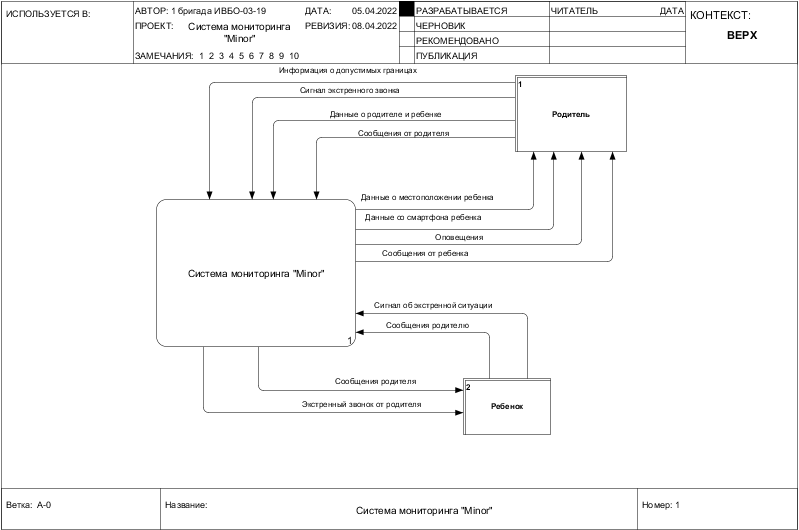 ИСПОЛЬЗУЕТСЯ В:
АВТОР: 1 бригада ИВБО-03-19
ДАТА: 05.04.2022
ПРОЕКТ: Система мониторинга
"Minor"
РЕВИЗИЯ: 08.04.2022
ЗАМЕЧАНИЯ: 1 2 3 4 5 6 7 8 9 10
РАЗРАБАТЫВАЕТСЯ
ЧЕРНОВИК
РЕКОМЕНДОВАНО
ПУБЛИКАЦИЯ
ЧИТАТЕЛЬ ДАТА
КОНТЕКСТ:
ВЕРХ
Информация о допустимых границах
Сигнал экстренного звонка
Данные о родителе и ребенке
Сообщения от родителя
1
Родитель
Данные о местоположении ребенка
Данные со смартфона ребенка
Оповещения
Сообщения от ребенка
Система мониторинга "Minor"
1
Сигнал об экстренной ситуации
Сообщения родителю
Сообщения родителя
Экстренный звонок от родителя
2
Ребенок
Ветка: A-0
Название:
Система мониторинга "Minor"
Номер: 1